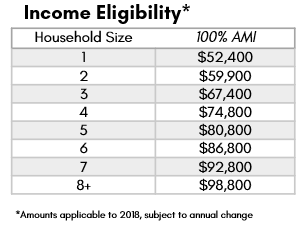 Income Eligibility*
Household Size 100% AMI
1 $52,400
2 $59,900
3 $67,400
4 $74,800
5 $80,800
6 $86,800
7 $92,800
8+ $98,800
*Amounts applicable to 2018, subject to annual change